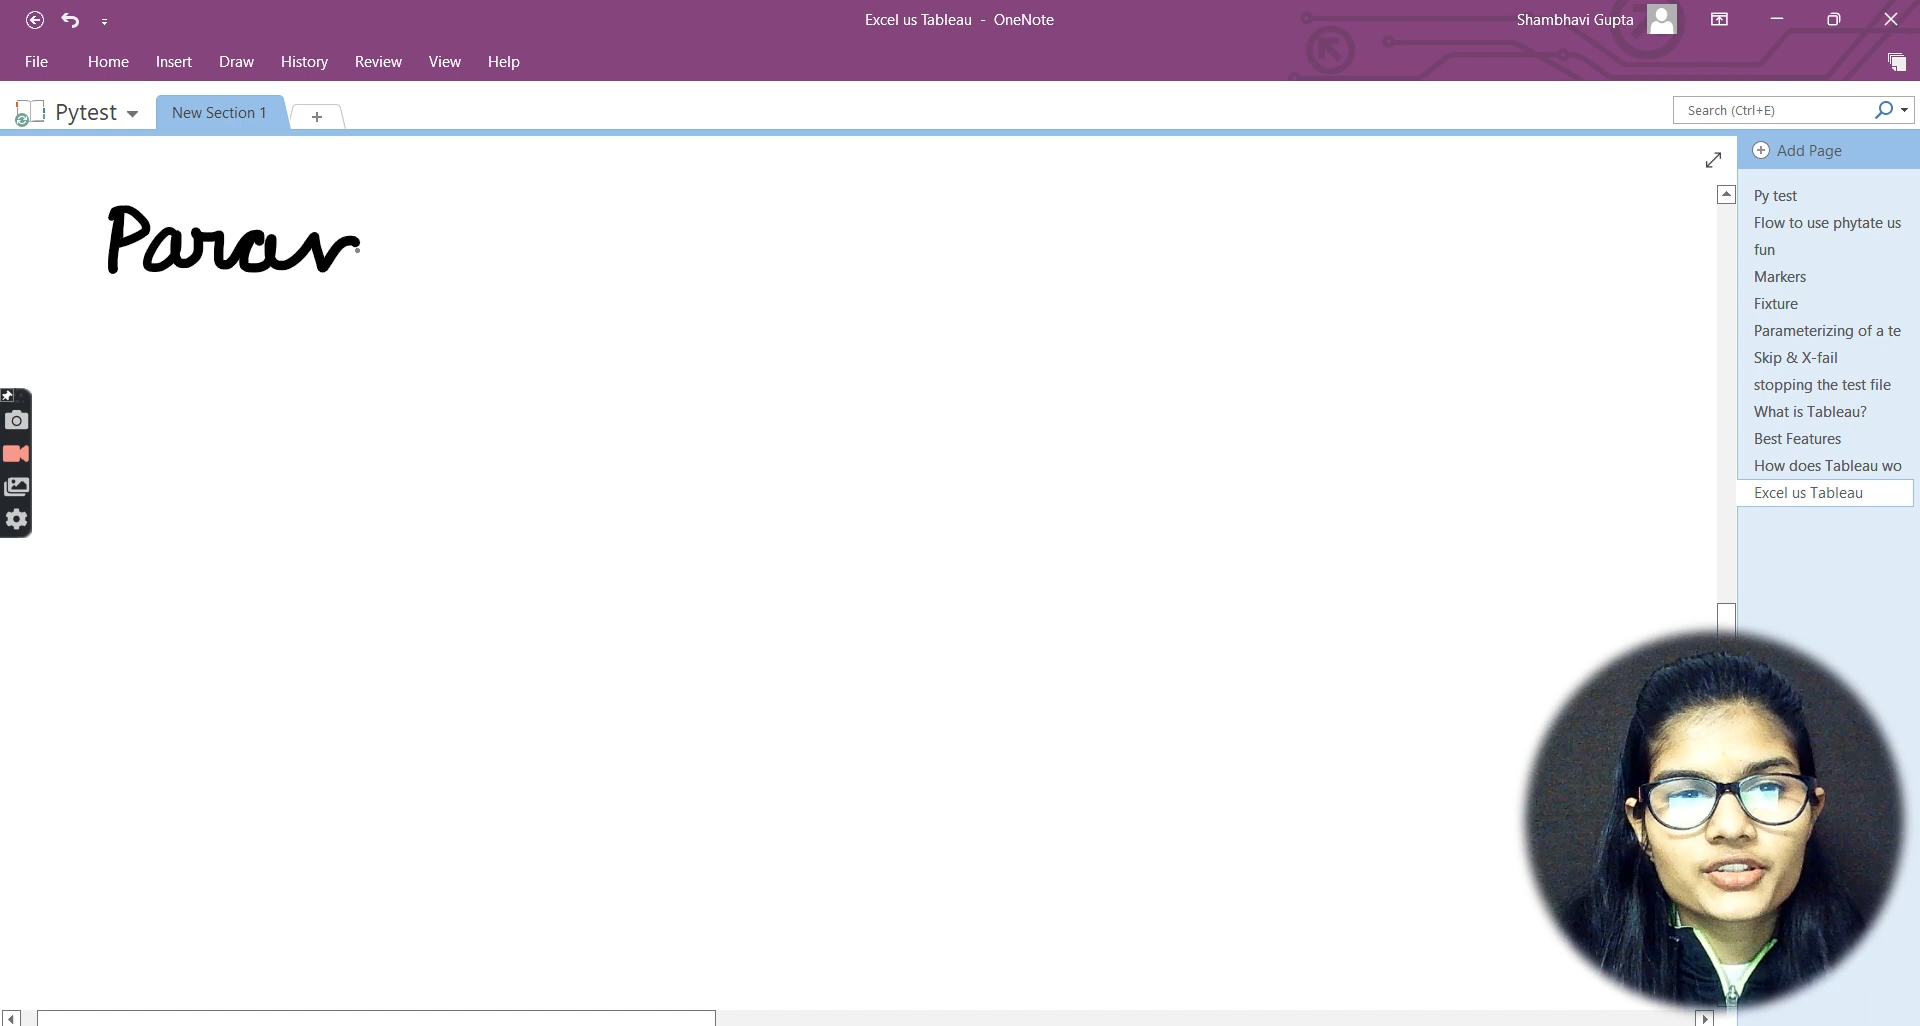 Excel us Tableau - OneNote
Shambhavi Gupta
File Home Insert Draw History Review View Help
Pytest
New Section 1
+
Search (Ctrl+E)
Add Page
Parar
Py test
Flow to use phytate us
fun
Markers
Fixture
Parameterizing of a te
Skip & X-fail
stopping the test file
What is Tableau?
Best Features
How does Tableau wo
Excel us Tableau